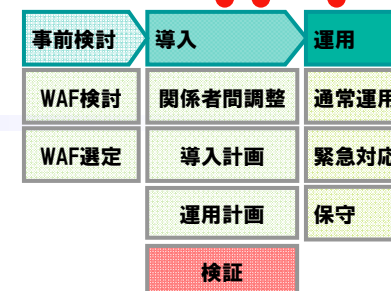 事前検討
導入
運用
WAF検討
関係者間調整
通常運用
WAF選定
導入計画
緊急対応
運用計画
保守
検証